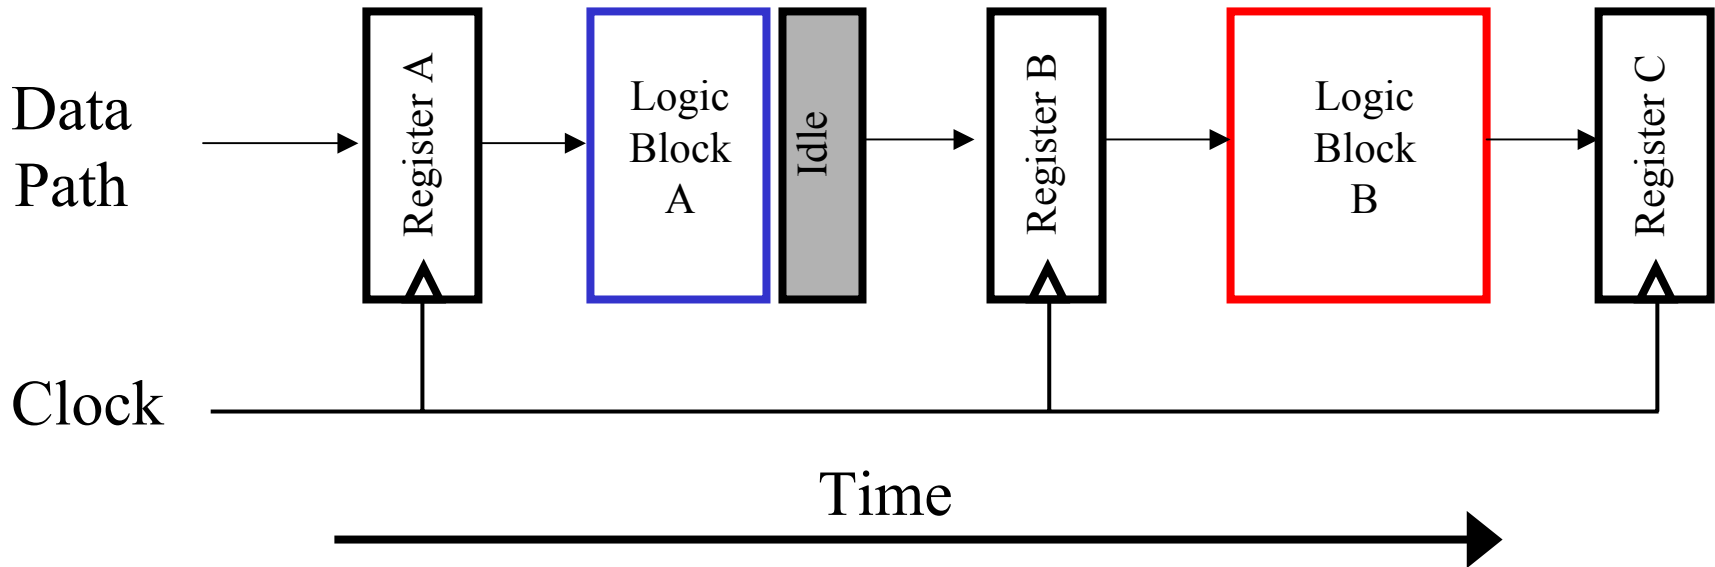 Data
Path
Register A
Logic
Block
A
Idle
Register B
Logic
Block
B
Register C
Clock
Time